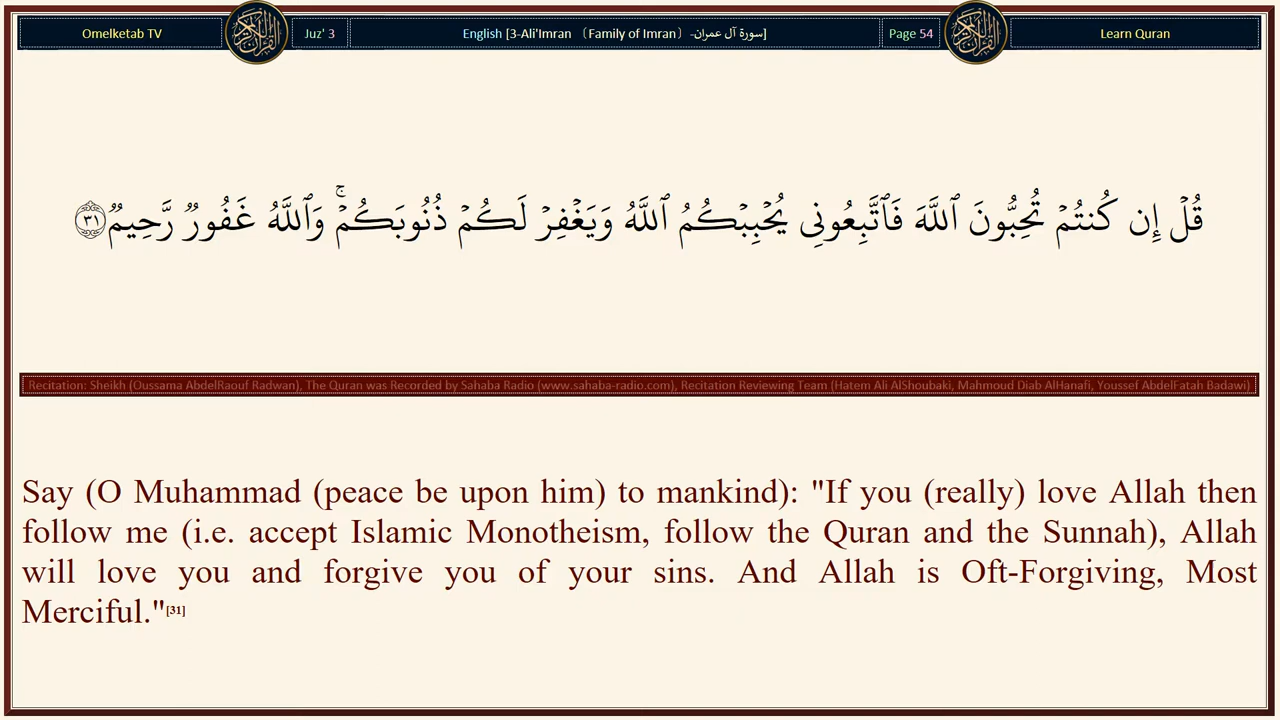 Omelketab TV
Juz' 3
English [3-Ali'Imran （Family of Imran）-سورة آل عمران]
Page 54
Learn Quran
قُلۡ إِن كُنتُمۡ تُحِبُّونَ ٱللَّهَ فَٱتَّبِعُونِي يُحۡبِبۡكُمُ ٱللَّهُ وَيَغۡفِرۡ لَكُمۡ ذُنُوبَكُمۡۚ وَٱللَّهُ غَفُورٞ رَّحِيمٞ ٣١
Recitation: Sheikh (Oussama AbdelRaouf Radwan), The Quran was Recorded by Sahaba Radio (www.sahaba-radio.com), Recitation Reviewing Team (Hatem Ali AlShoubaki, Mahmoud Diab AlHanafi, Youssef AbdelFatah Badawi)
Say (O Muhammad (peace be upon him) to mankind): "If you (really) love Allah then
follow me (i.e. accept Islamic Monotheism, follow the Quran and the Sunnah), Allah
will love you and forgive you of your sins. And Allah is Oft-Forgiving, Most
Merciful."[31]